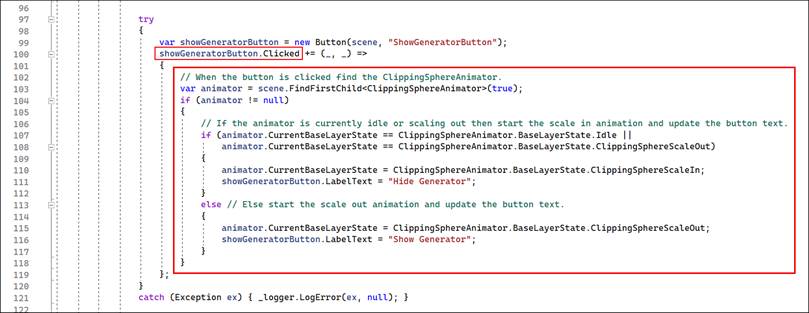 96
97 try
98 {
99 var showGeneratorButton = new Button(scene, "ShowGeneratorButton");
100 showGeneratorButton.Clicked += (_, _) =>
101 {
102 // When the button is clicked find the ClippingSphereAnimator.
103 var animator = scene.FindFirstChild<ClippingSphereAnimator>(true);
104 if (animator != null)
105 {
106 // If the animator is currently idle or scaling out then start the scale in animation and update the button text.
107 if (animator.CurrentBaseLayerState == ClippingSphereAnimator.BaseLayerState.Idle ||
108 animator.CurrentBaseLayerState == ClippingSphereAnimator.BaseLayerState.ClippingSphereScaleOut)
109 {
110 animator.CurrentBaseLayerState = ClippingSphereAnimator.BaseLayerState.ClippingSphereScaleIn;
111 showGeneratorButton.LabelText = "Hide Generator";
112 }
113 else // Else start the scale out animation and update the button text.
114 {
115 animator.CurrentBaseLayerState = ClippingSphereAnimator.BaseLayerState.ClippingSphereScaleOut;
116 showGeneratorButton.LabelText = "Show Generator";
117 }
118 }
119 };
120 }
121 catch (Exception ex) { _logger.LogError(ex, null); }
122